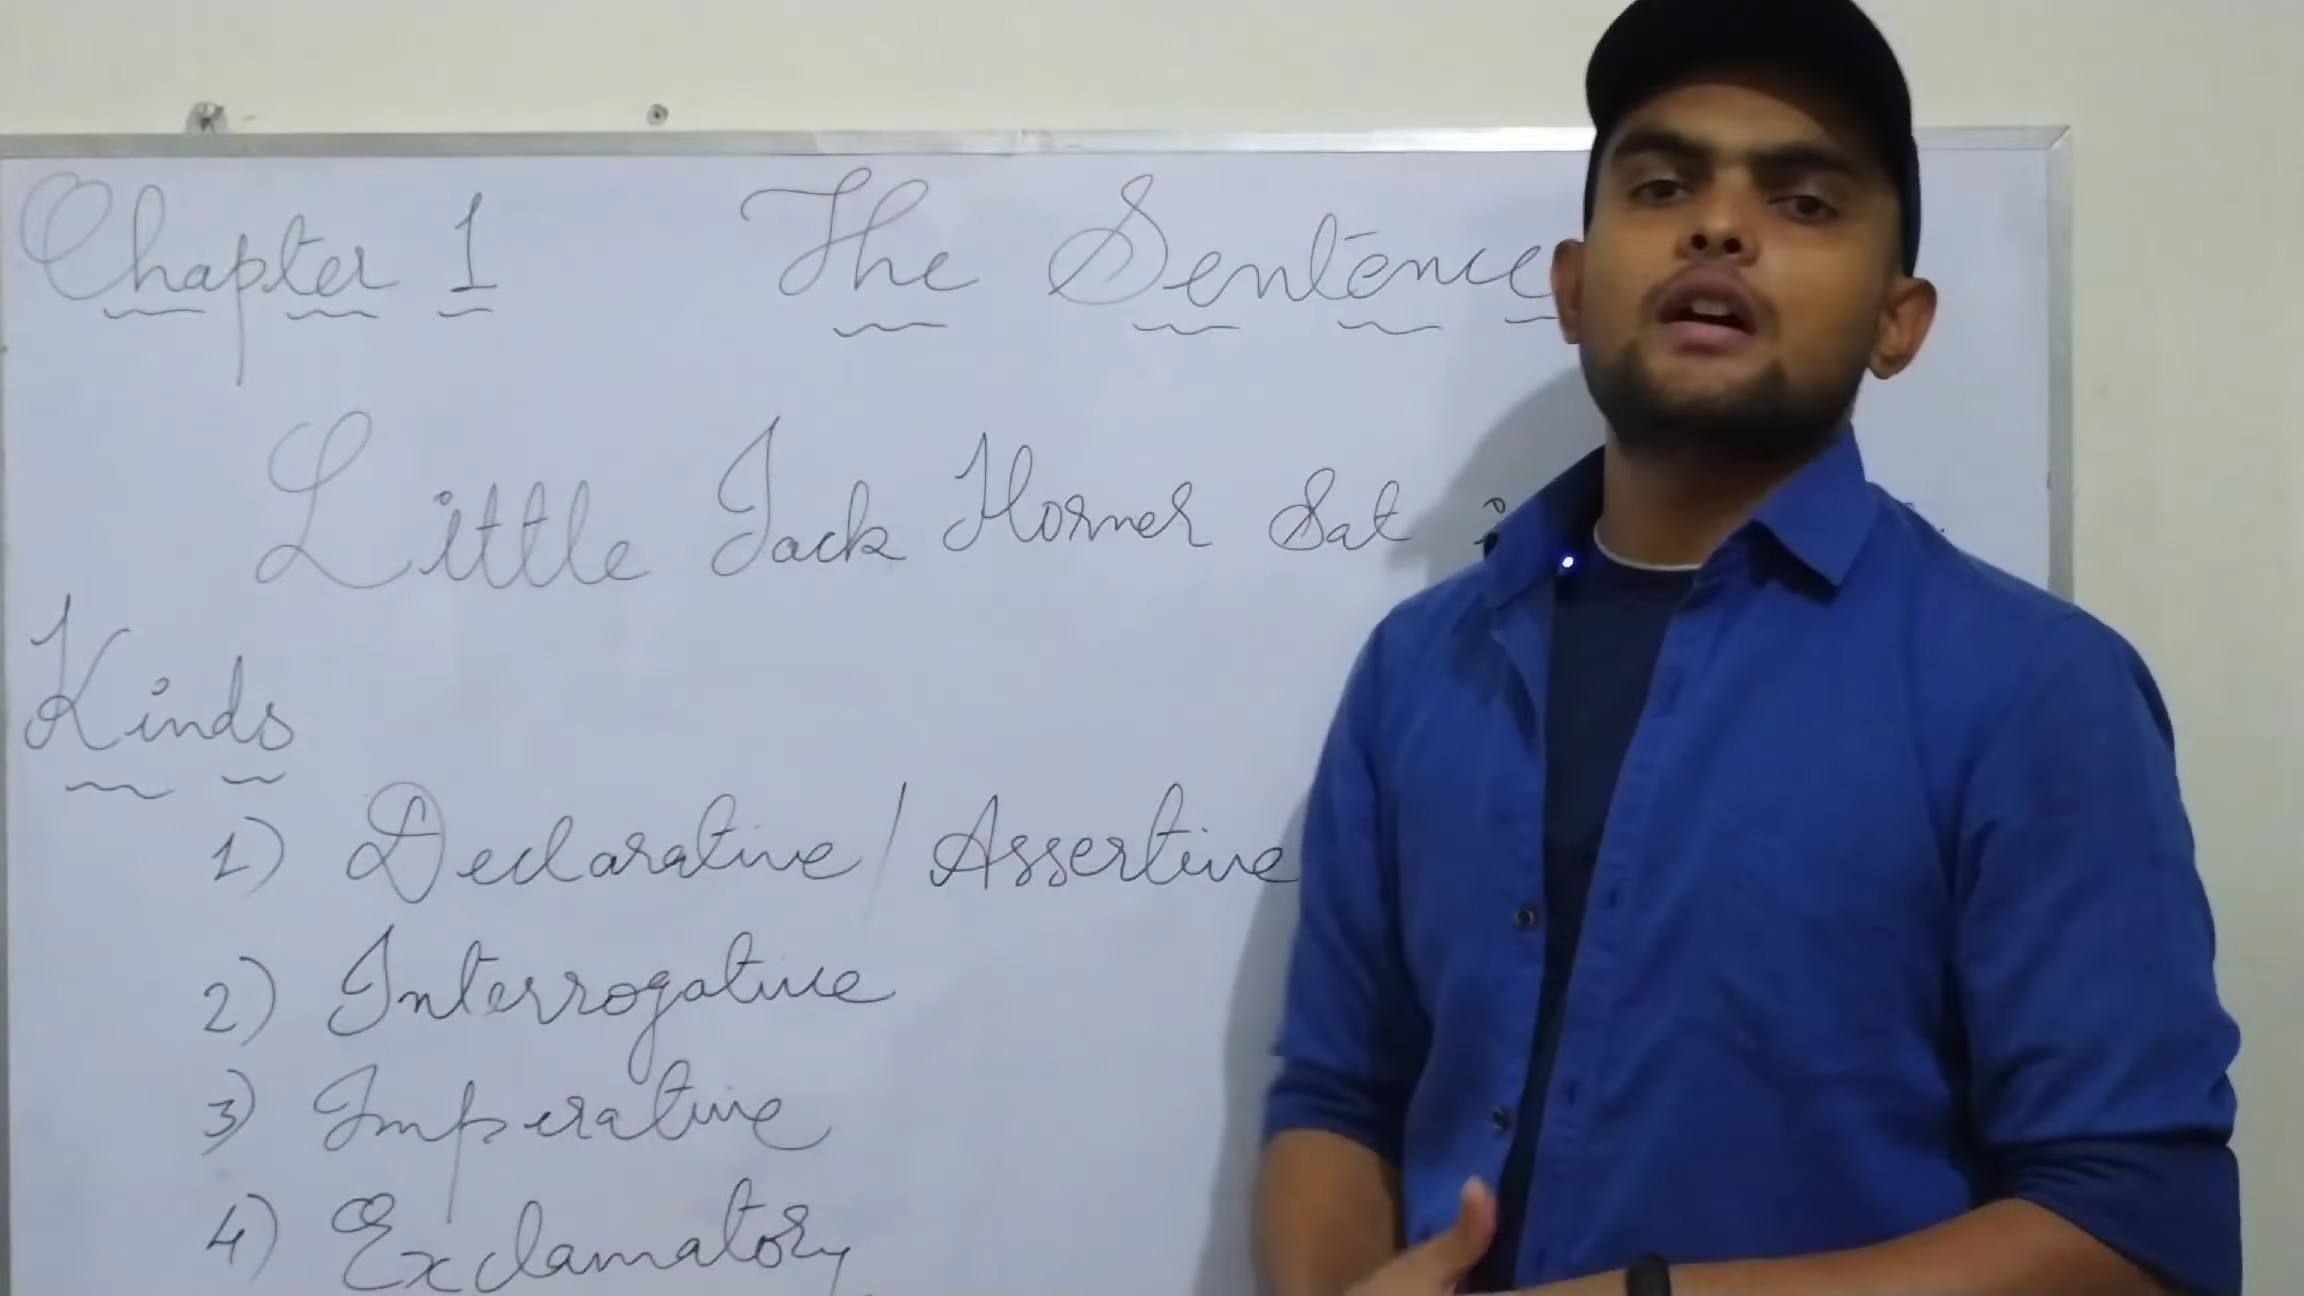 Chapter 1 The Sentence
Little Jack Horner Sat
Kinds
1) Declarative / Assertive
2) Interrogative
3) Imperative
4) Exclamatory